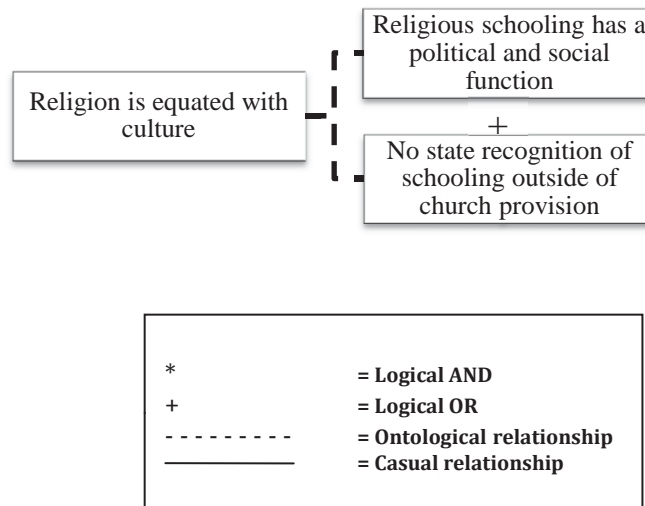 Religious schooling has a
political and social
function
Religion is equated with
culture
+
No state recognition of
schooling outside of
church provision
* = Logical AND
+ = Logical OR
- - - - - - - - - = Ontological relationship
= Casual relationship